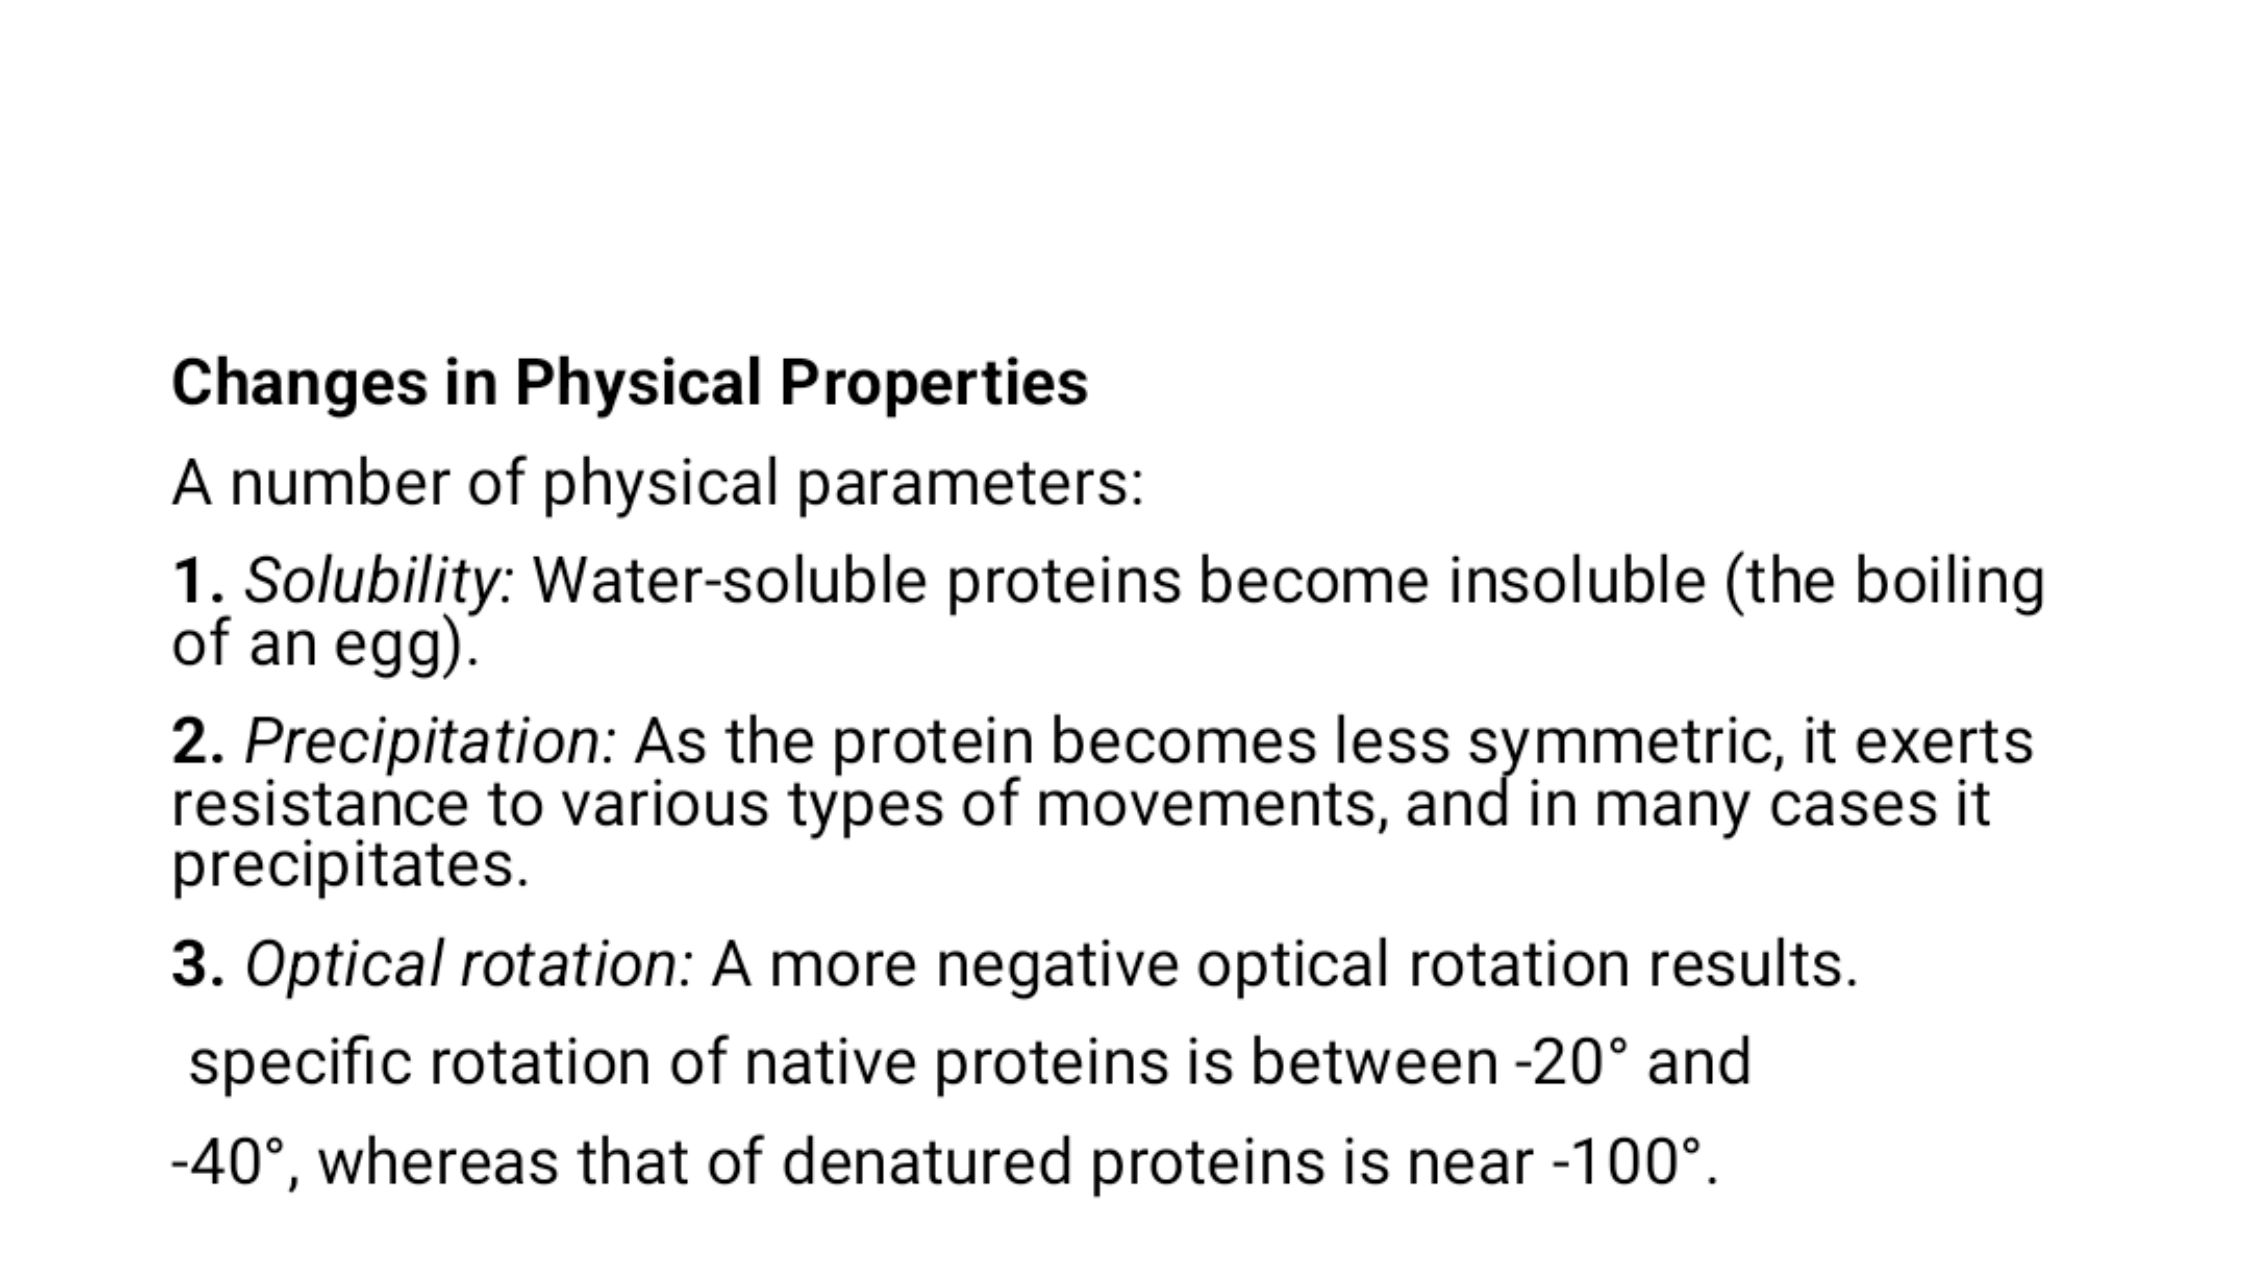 Changes in Physical Properties
A number of physical parameters:
1. Solubility: Water-soluble proteins become insoluble (the boiling
of an egg).
2. Precipitation: As the protein becomes less symmetric, it exerts
resistance to various types of movements, and in many cases it
precipitates.
3. Optical rotation: A more negative optical rotation results.
specific rotation of native proteins is between -20° and
-40°, whereas that of denatured proteins is near -100°.